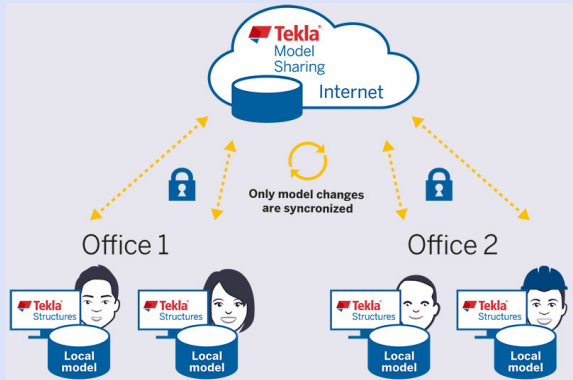 Tekla
Model
Sharing
Internet
Only model changes
are syncronized
Office 1
Office 2
Tekla
Structures
Local
model
Tekla
Structures
Local
model
Tekla
Structures
Local
model
Tekla
Structures
Local
model